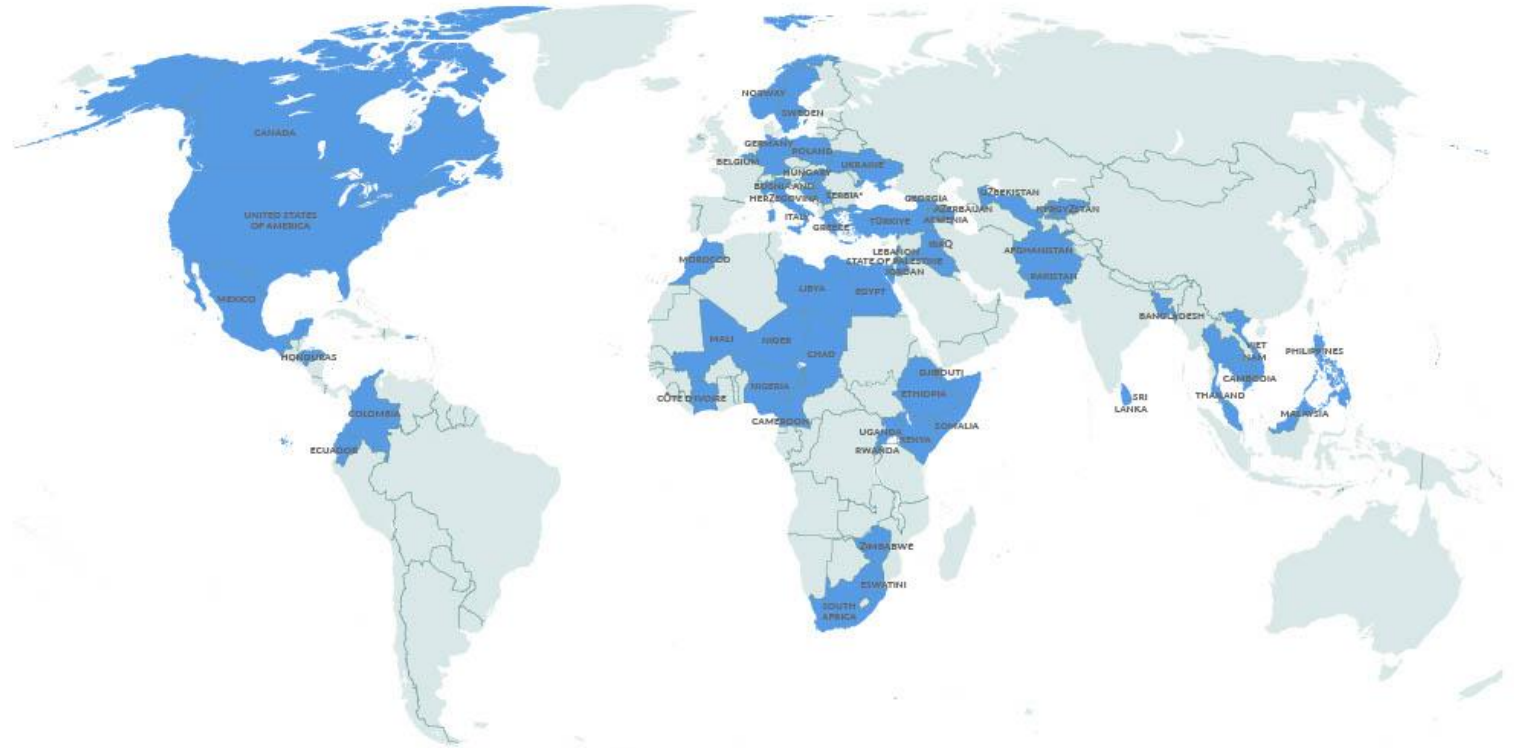 CANADA
UNITED STATES
OF AMERICA
MEXICO
HONDURAS
COLOMBIA
ECUADOR
NORWAY
SWEDEN
GERMANY
POLAND
BELGIUM
UKRAINE
HUNGARY
BOSNIA AND
HERZEGOVINA
SERBIA*
ITALY
GREECE
TÜRKIYE
GEORGIA
AZERBAIJAN
ARMENIA
UZBEKISTAN
KYRGYZSTAN
LEBANON
STATE OF PALESTINE
JORDAN
IRAQ
AFGHANISTAN
PAKISTAN
MOROCCO
LIBYA
EGYPT
MALI
NIGER
CHAD
NIGERIA
CÔTE D'IVOIRE
CAMEROON
DJIBOUTI
ETHIOPIA
SOMALIA
UGANDA
KENYA
RWANDA
ZIMBABWE
ESWATINI
SOUTH
AFRICA
BANGLADESH
SRI
LANKA
VIET
NAM
CAMBODIA
THAILAND
PHILIPPINES
MALAYSIA